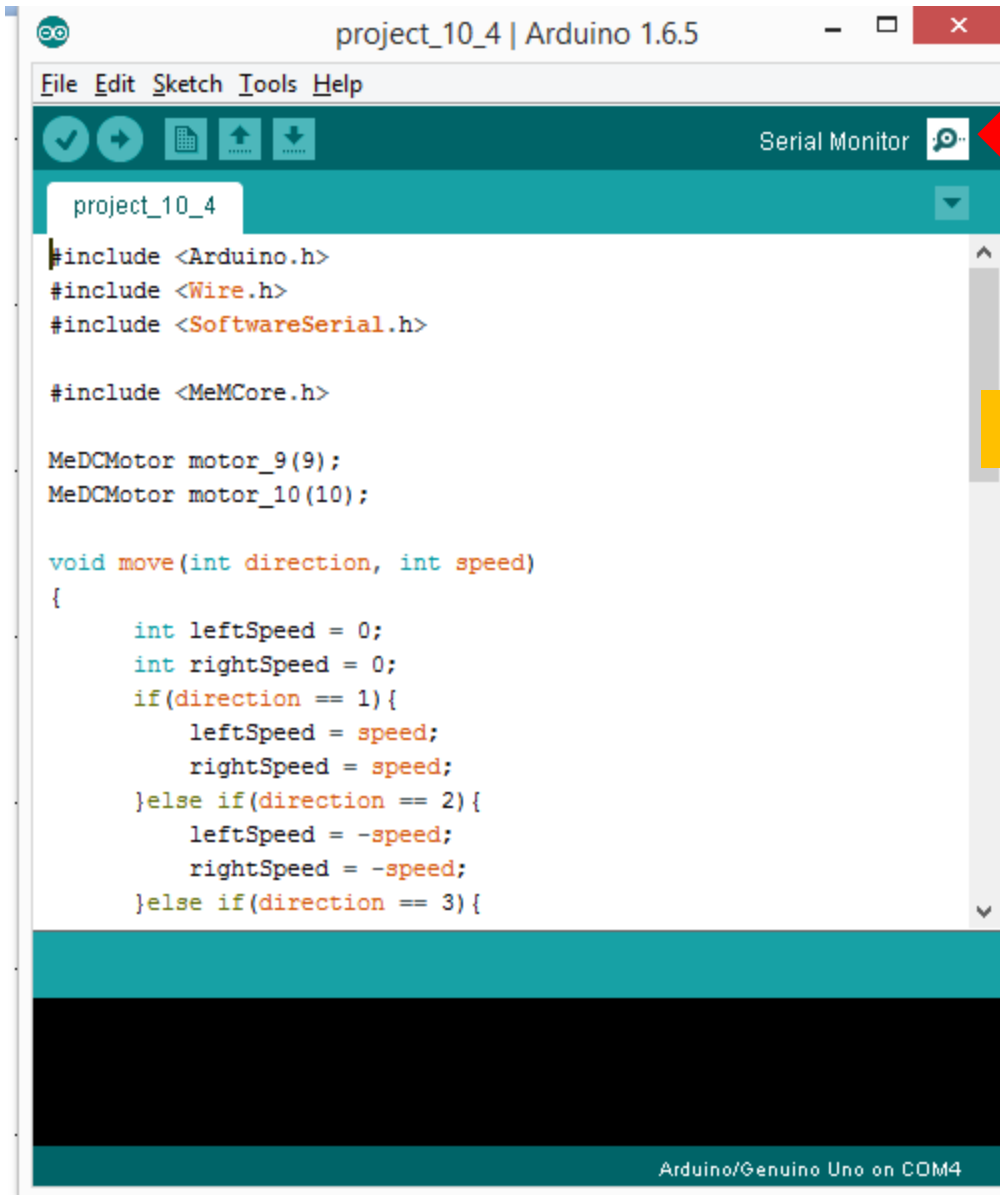 project_10_4 | Arduino 1.6.5
File Edit Sketch Tools Help
Serial Monitor
project_10_4
#include <Arduino.h>
#include <Wire.h>
#include <SoftwareSerial.h>
#include <MeMCore.h>
MeDCMotor motor_9(9);
MeDCMotor motor_10(10);
void move(int direction, int speed)
{
int leftSpeed = 0;
int rightSpeed = 0;
if(direction == 1){
leftSpeed = speed;
rightSpeed = speed;
}else if(direction == 2){
leftSpeed = -speed;
rightSpeed = -speed;
}else if(direction == 3){
Arduino/Genuino Uno on COM4